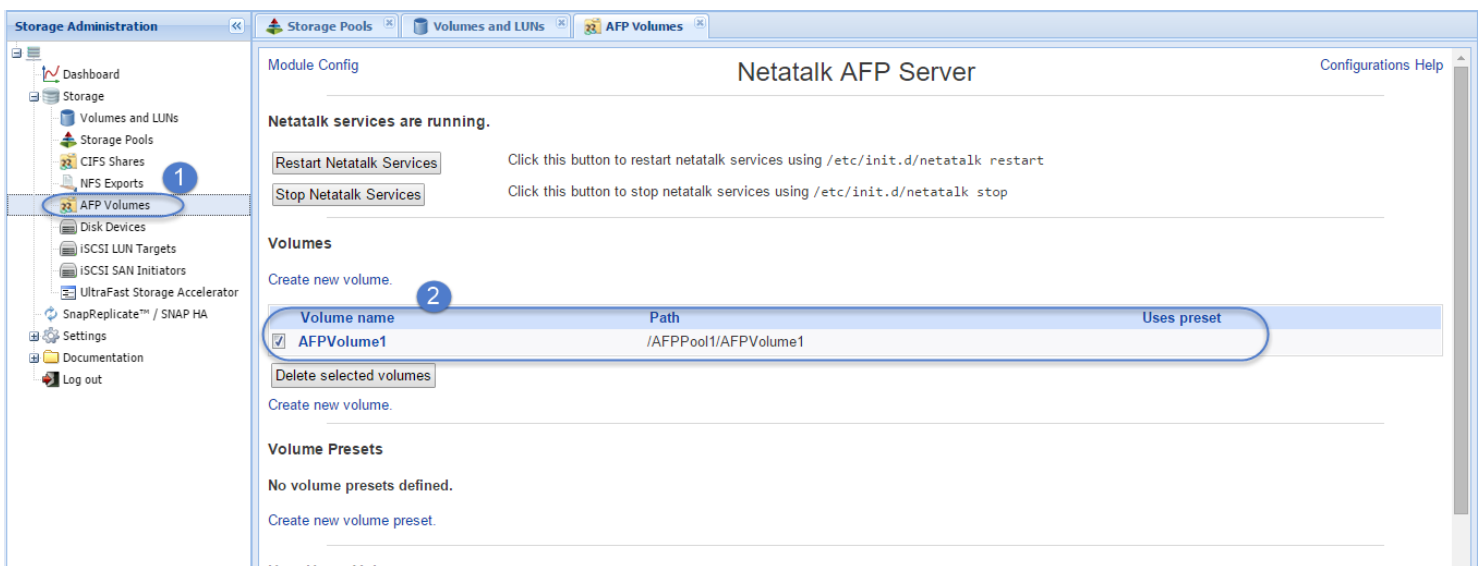 Storage Administration
Dashboard
Storage
Volumes and LUNs
Storage Pools
CIFS Shares
NFS Exports
1
AFP Volumes
Disk Devices
iSCSI LUN Targets
iSCSI SAN Initiators
UltraFast Storage Accelerator
SnapReplicate™ / SNAP HA
Settings
Documentation
Log out
Storage Pools Volumes and LUNs AFP Volumes
Module Config Netatalk AFP Server Configurations Help
Netatalk services are running.
Restart Netatalk Services Click this button to restart netatalk services using /etc/init.d/netatalk restart
Stop Netatalk Services Click this button to stop netatalk services using /etc/init.d/netatalk stop
Volumes
Create new volume.
2
Volume name Path Uses preset
AFPVolume1 /AFPPool1/AFPVolume1
Delete selected volumes
Create new volume.
Volume Presets
No volume presets defined.
Create new volume preset.